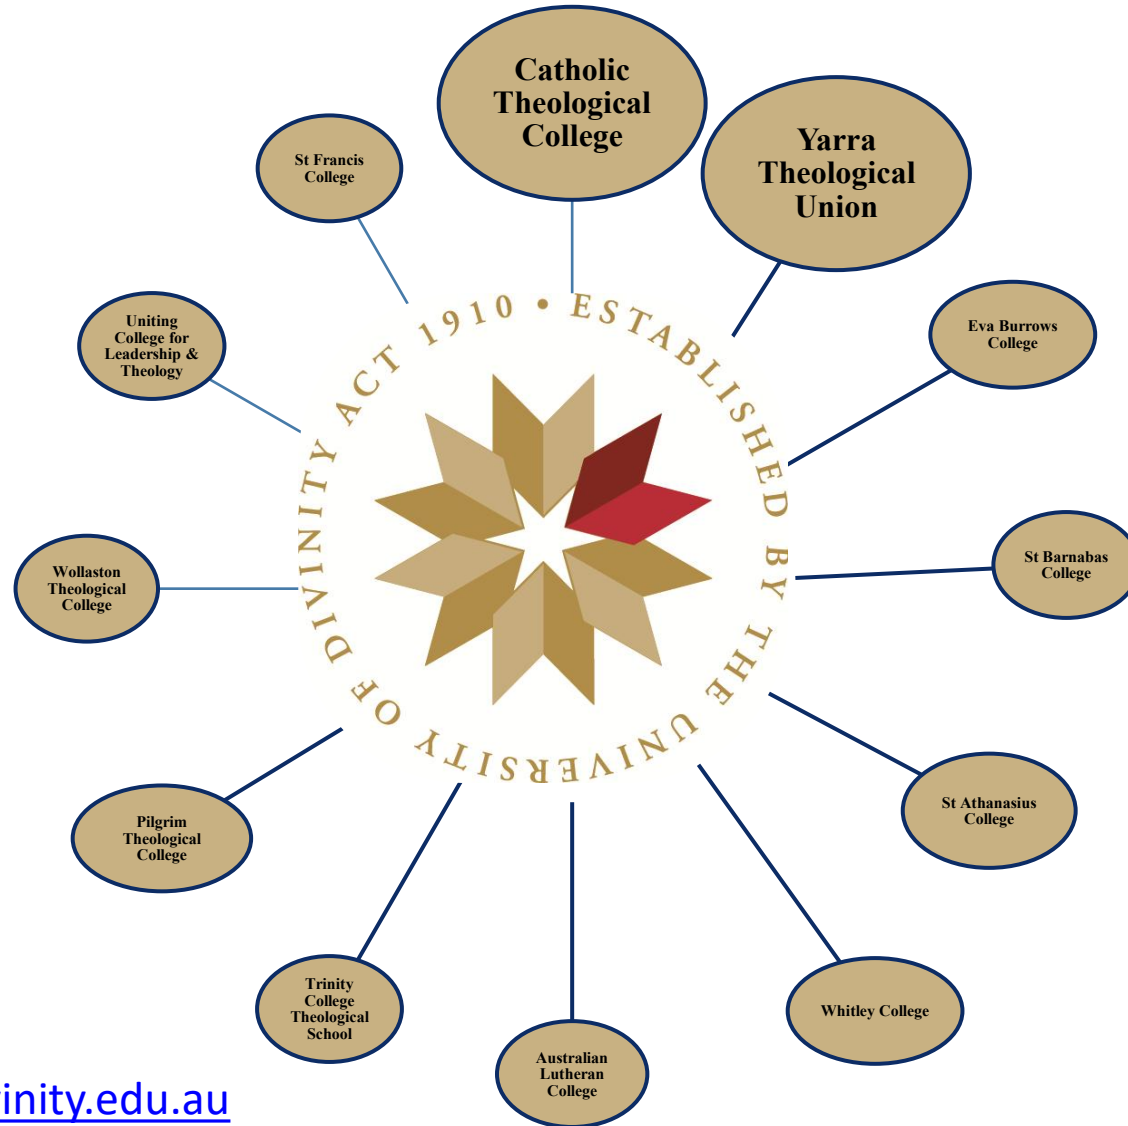 Catholic
Theological
College
Yarra
Theological
Union
St Francis
College
Uniting
College for
Leadership &
Theology
Eva Burrows
College
St Barnabas
College
Wollaston
Theological
College
St Athanasius
College
Pilgrim
Theological
College
Whitley College
Trinity
College
Theological
School
Australian
Lutheran
College
ESTABLISHED BY THE UNIVERSITY OF DIVINITY ACT 1910 •
inity.edu.au